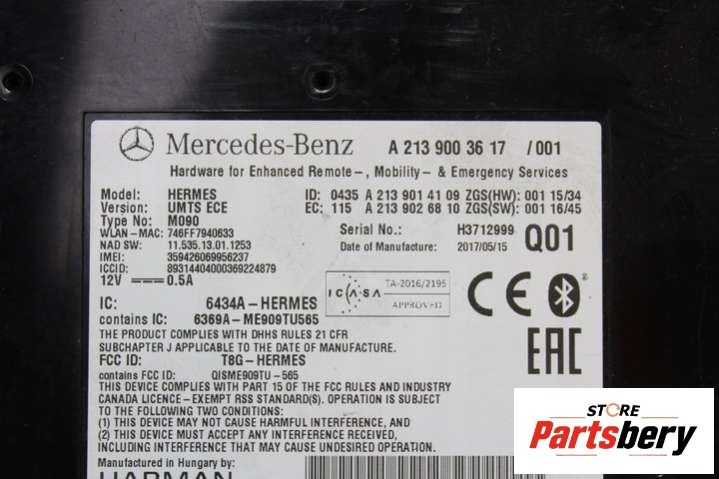 Mercedes-Benz A 213 900 36 17 /001
Hardware for Enhanced Remote-, Mobility- & Emergency Services
Model: HERMES ID: 0435 A 213 901 41 09 ZGS(HW): 001 15/34
Version: UMTS ECE EC: 115 A 213 902 68 10 ZGS(SW): 001 16/45
Type No: M090
WLAN-MAC: 746FF7940633 Serial No.: H3712999
NAD SW: 11.535.13.01.1253 Date of Manufacture: 2017/05/15 Q01
IMEI: 359426069956237
ICCID: 89314404000369224879
12V 0.5A
ICASA TA-2016/2195
APPROVED
CE
IC: 6434A-HERMES
contains IC: 6369A-ME909TU565
THE PRODUCT COMPLIES WITH DHHS RULES 21 CFR
SUBCHAPTER J APPLICABLE TO THE DATE OF MANUFACTURE.
FCC ID: T8G-HERMES
EAC
contains FCC ID: QISME909TU-565
THIS DEVICE COMPLIES WITH PART 15 OF THE FCC RULES AND INDUSTRY
CANADA LICENCE-EXEMPT RSS STANDARD(S). OPERATION IS SUBJECT
TO THE FOLLOWING TWO CONDITIONS:
(1) THIS DEVICE MAY NOT CAUSE HARMFUL INTERFERENCE, AND
(2) THIS DEVICE MUST ACCEPT ANY INTERFERENCE RECEIVED,
INCLUDING INTERFERENCE THAT MAY CAUSE UNDESIRED OPERATION.
Manufactured in Hungary by:
HARMAN
STORE
Partsbery